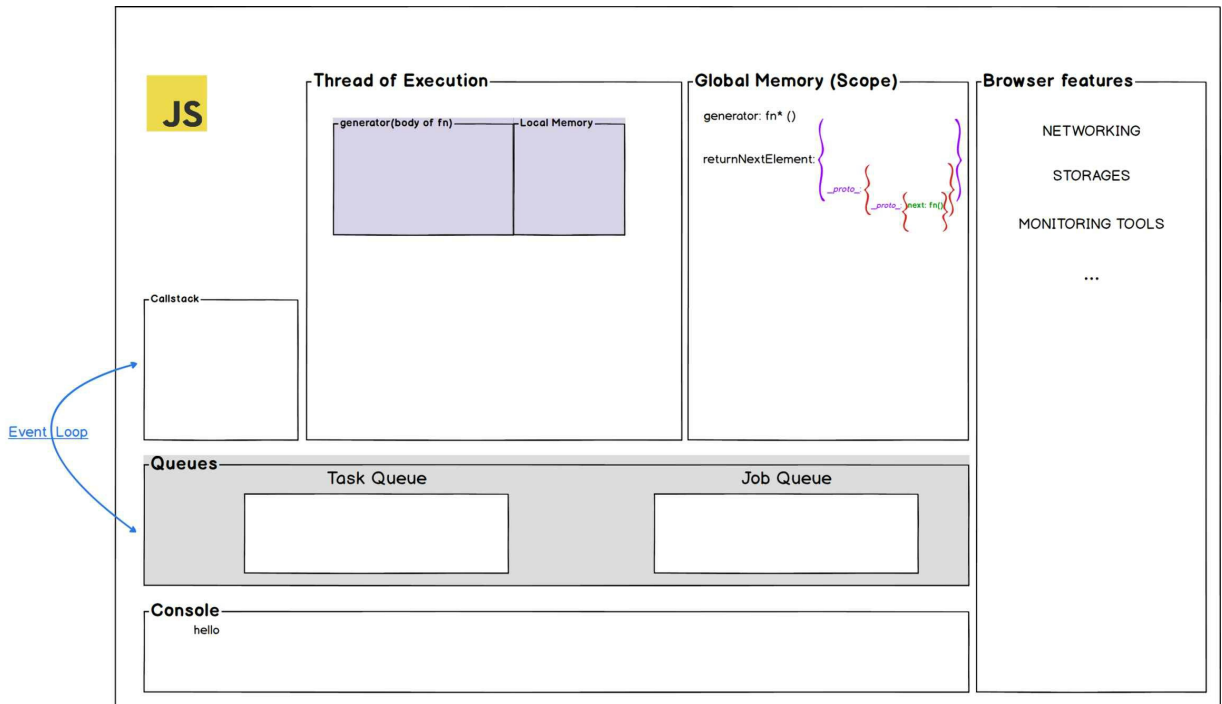 JS
Thread of Execution
generator(body of fn)
Local Memory
Global Memory (Scope)
generator: fn* ()
returnNextElement: {
_proto_: {
_proto_: { next: fn() } } }
Browser features
NETWORKING
STORAGES
MONITORING TOOLS
...
Callstack
Event Loop
Queues
Task Queue
Job Queue
Console
hello